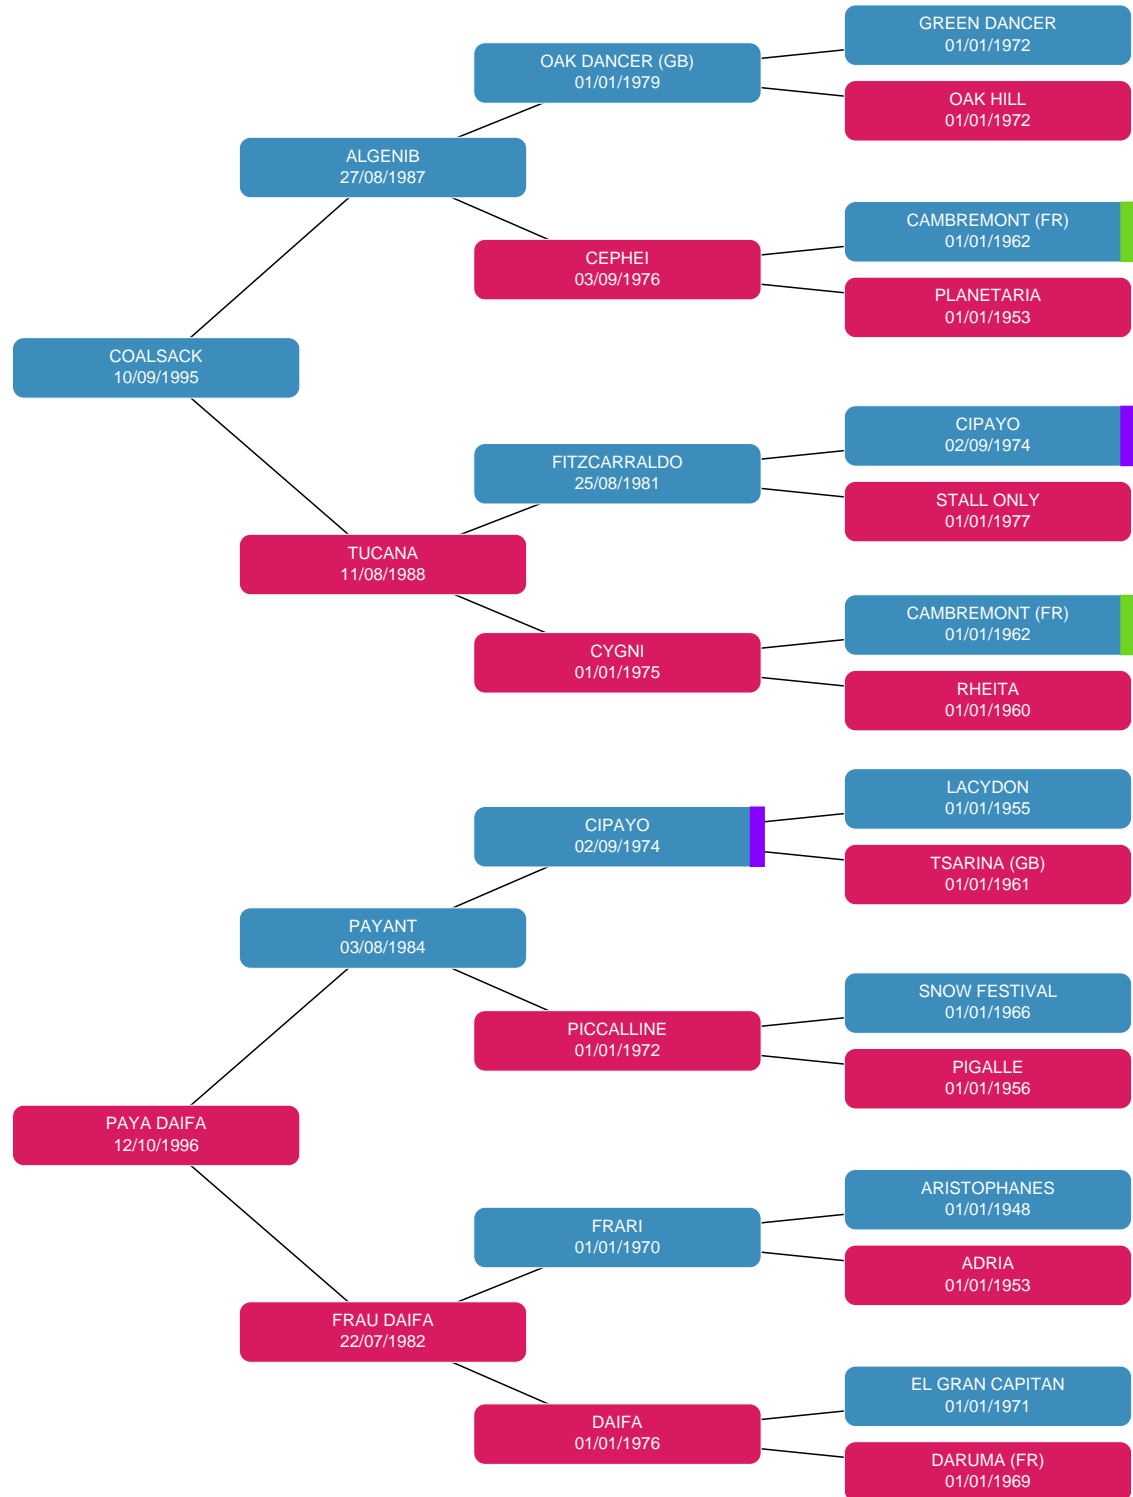 GREEN DANCER
01/01/1972
OAK DANCER (GB)
01/01/1979
OAK HILL
01/01/1972
ALGENIB
27/08/1987
CAMBREMONT (FR)
01/01/1962
CEPHEI
03/09/1976
PLANETARIA
01/01/1953
COALSACK
10/09/1995
CIPAYO
02/09/1974
FITZCARRALDO
25/08/1981
STALL ONLY
01/01/1977
TUCANA
11/08/1988
CAMBREMONT (FR)
01/01/1962
CYGNI
01/01/1975
RHEITA
01/01/1960
LACYDON
01/01/1955
CIPAYO
02/09/1974
TSARINA (GB)
01/01/1961
PAYANT
03/08/1984
SNOW FESTIVAL
01/01/1966
PICCALLINE
01/01/1972
PIGALLE
01/01/1956
PAYA DAIFA
12/10/1996
ARISTOPHANES
01/01/1948
FRARI
01/01/1970
ADRIA
01/01/1953
FRAU DAIFA
22/07/1982
EL GRAN CAPITAN
01/01/1971
DAIFA
01/01/1976
DARUMA (FR)
01/01/1969